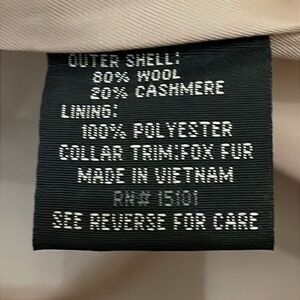 OUTER SHELL:
80% WOOL
20% CASHMERE
LINING:
100% POLYESTER
COLLAR TRIM:FOX FUR
MADE IN VIETNAM
RN# 15101
SEE REVERSE FOR CARE